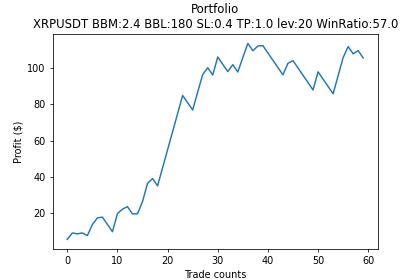 Portfolio
XRPUSDT BBM:2.4 BBL:180 SL:0.4 TP:1.0 lev:20 WinRatio:57.0
Profit ($)
100
80
60
40
20
0 10 20 30 40 50 60
Trade counts